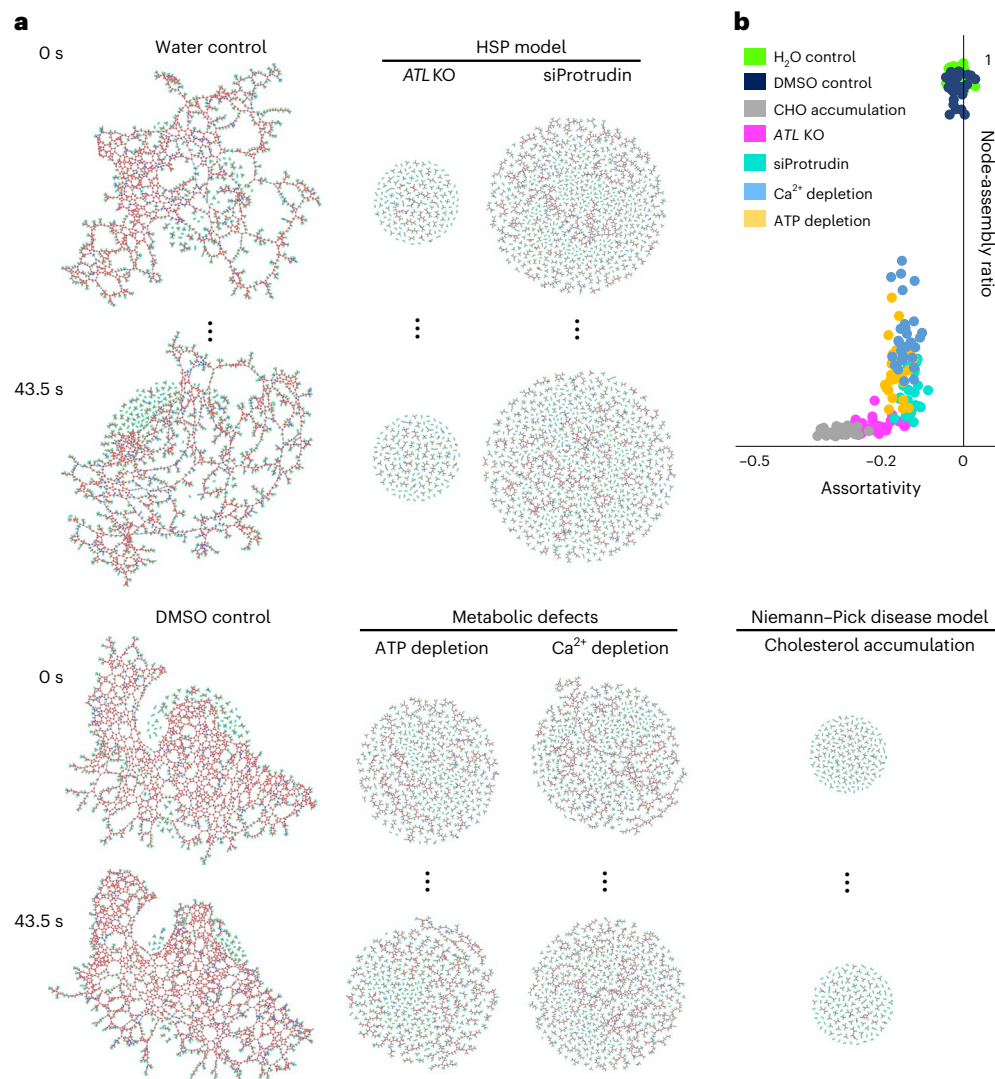 a
0 s
Water control
HSP model
ATL KO
siProtrudin
43.5 s
DMSO control
Metabolic defects
Niemann–Pick disease model
ATP depletion
Ca²⁺ depletion
Cholesterol accumulation
0 s
43.5 s
b
H₂O control
DMSO control
CHO accumulation
ATL KO
siProtrudin
Ca²⁺ depletion
ATP depletion
1
Node-assembly ratio
–0.5
–0.2
0
Assortativity